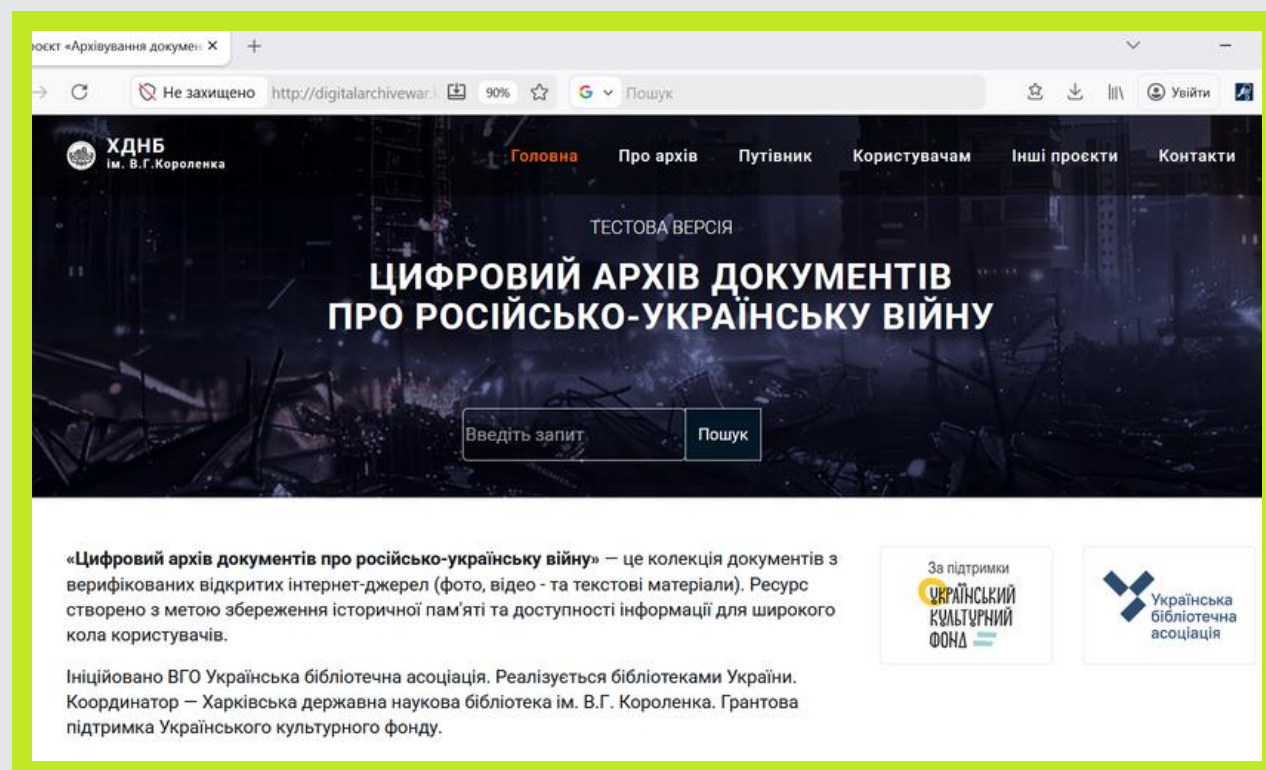 роєкт «Архівування докумен
Не захищено http://digitalarchivewar. 90% Пошук Увійти
ХДНБ
ім. В.Г.Короленка
Головна Про архів Путівник Користувачам Інші проєкти Контакти
ТЕСТОВА ВЕРСІЯ
ЦИФРОВИЙ АРХІВ ДОКУМЕНТІВ
ПРО РОСІЙСЬКО-УКРАЇНСЬКУ ВІЙНУ
Введіть запит Пошук
«Цифровий архів документів про російсько-українську війну» — це колекція документів з
верифікованих відкритих інтернет-джерел (фото, відео - та текстові матеріали). Ресурс
створено з метою збереження історичної пам'яті та доступності інформації для широкого
кола користувачів.
Ініційовано ВГО Українська бібліотечна асоціація. Реалізується бібліотеками України.
Координатор — Харківська державна наукова бібліотека ім. В.Г. Короленка. Грантова
підтримка Українського культурного фонду.
За підтримки
УКРАЇНСЬКИЙ
КУЛЬТУРНИЙ
ФОНД
Українська
бібліотечна
асоціація